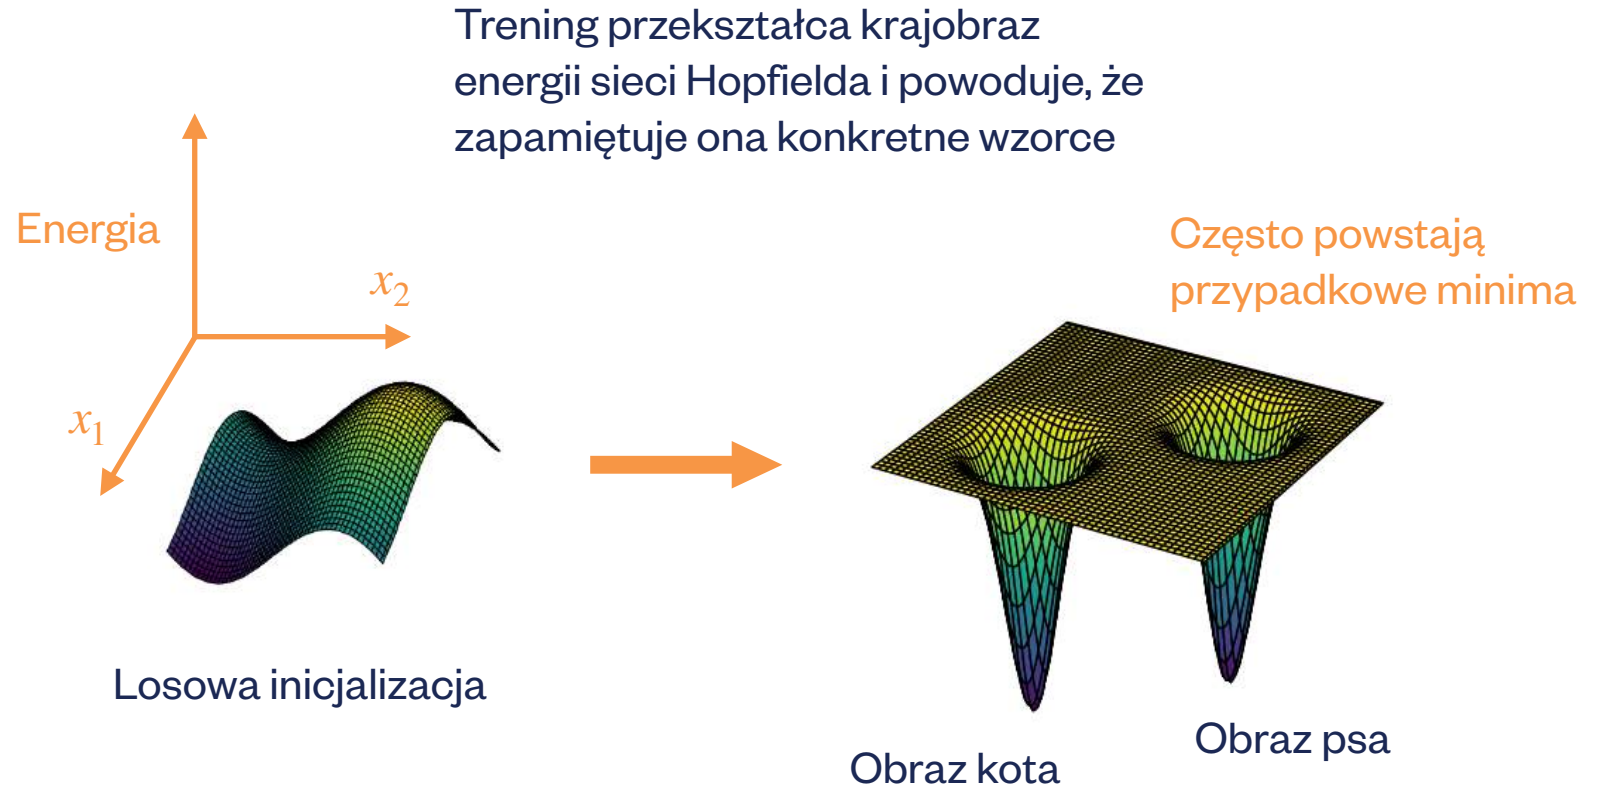 Trening przekształca krajobraz
energii sieci Hopfielda i powoduje, że
zapamiętuje ona konkretne wzorce
Energia
x₂
x₁
Często powstają
przypadkowe minima
Losowa inicjalizacja
Obraz kota
Obraz psa